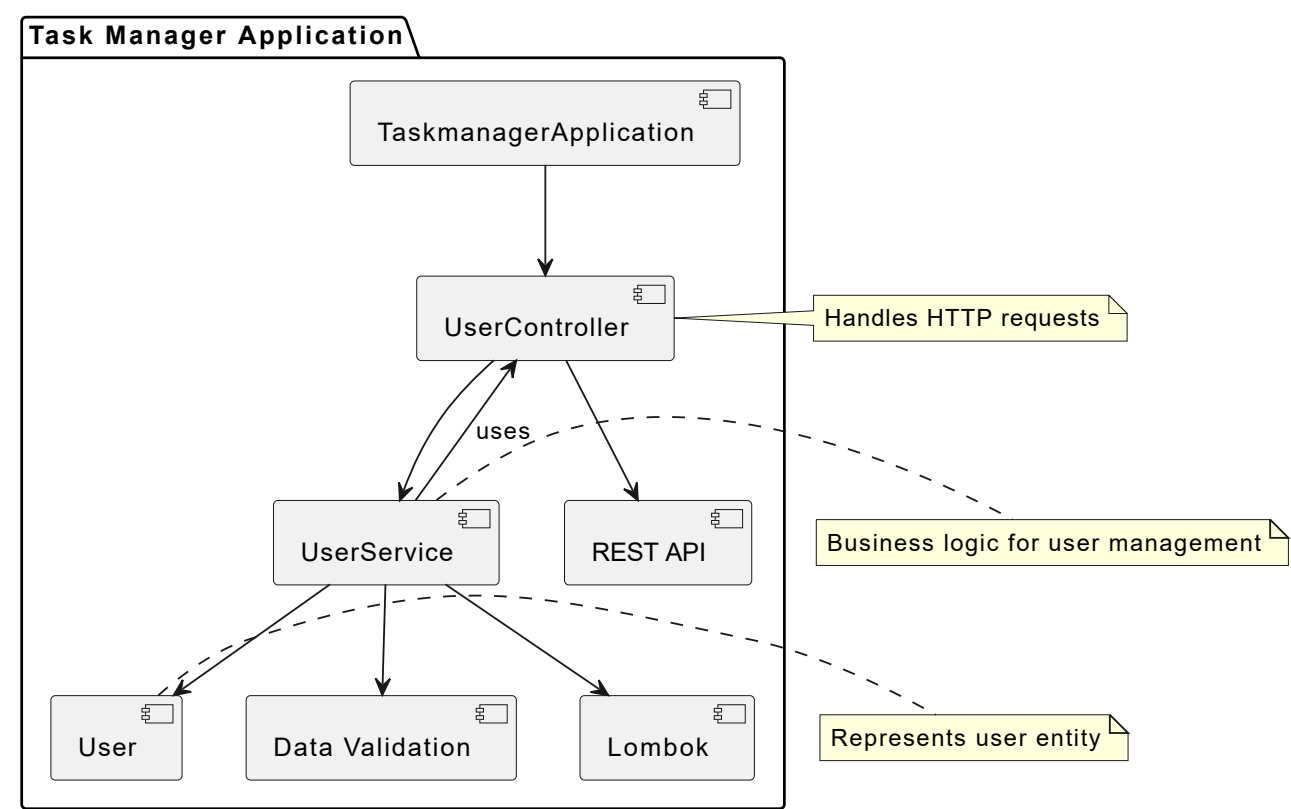 Task Manager Application
TaskmanagerApplication
UserController
Handles HTTP requests
uses
UserService
REST API
Business logic for user management
User
Data Validation
Lombok
Represents user entity